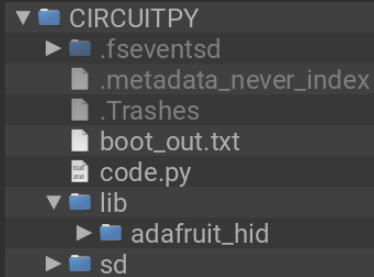 CIRCUITPY
.fseventsd
.metadata_never_index
.Trashes
boot_out.txt
code.py
lib
adafruit_hid
sd